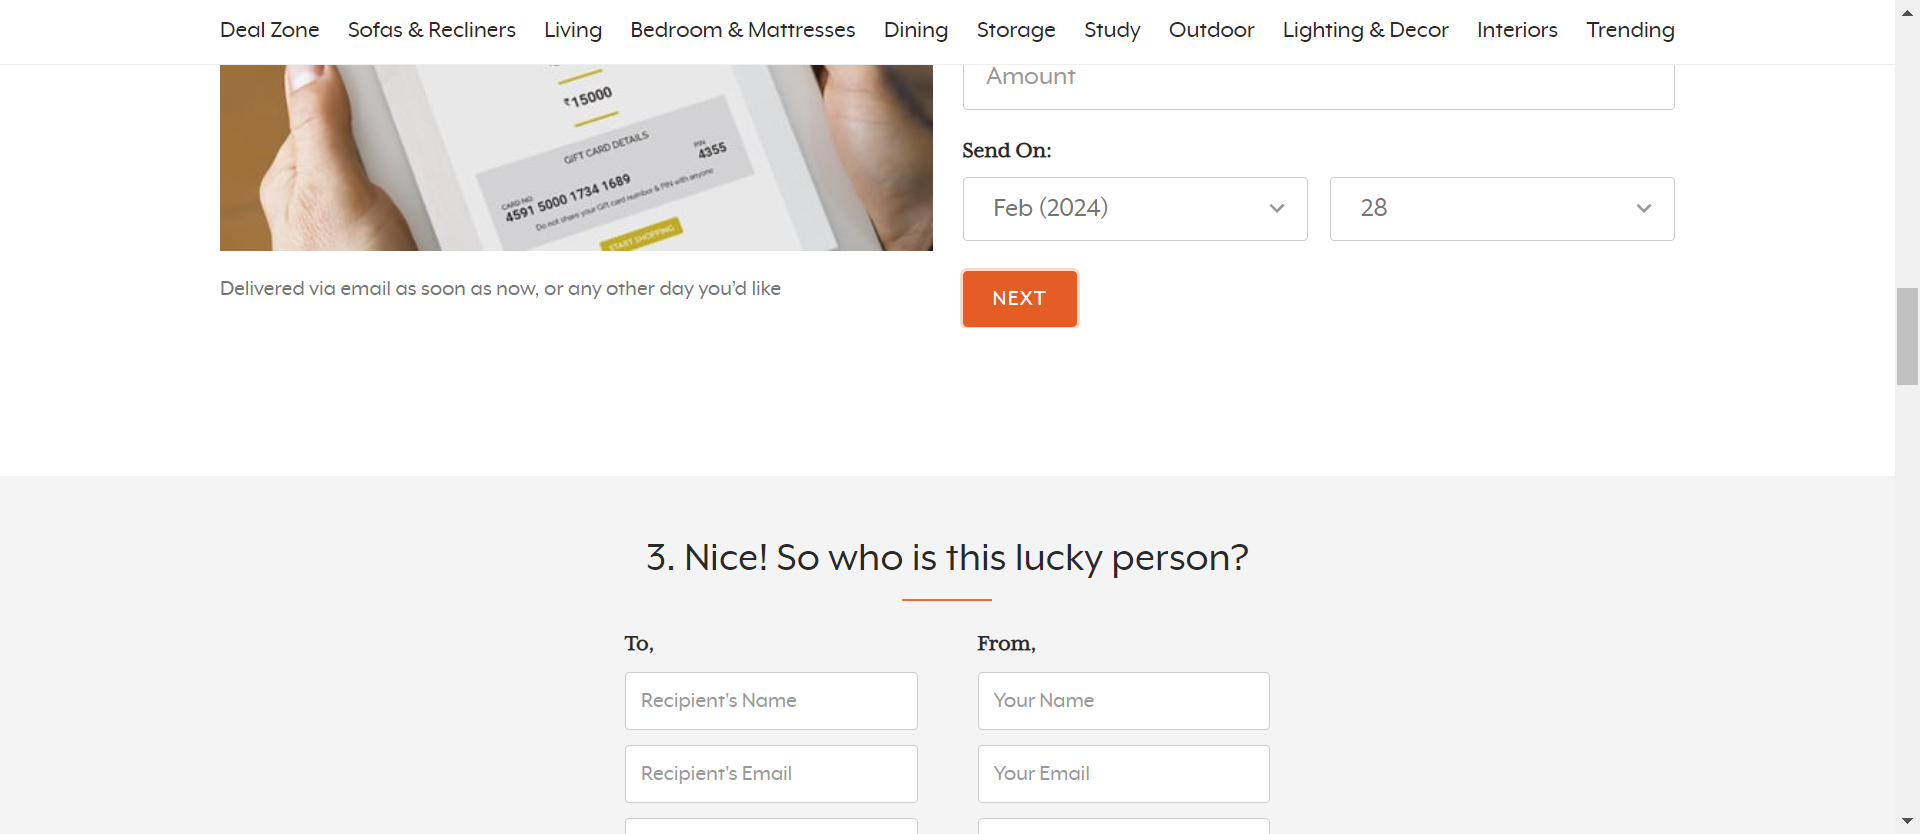 Deal Zone Sofas & Recliners Living Bedroom & Mattresses Dining Storage Study Outdoor Lighting & Decor Interiors Trending
₹15000
GIFT CARD DETAILS
CARD NO
4591 5000 1734 1689
PIN
4355
Do not share your Gift card number & PIN with anyone
START SHOPPING
Delivered via email as soon as now, or any other day you'd like
Amount
Send On:
Feb (2024) 28
NEXT
3. Nice! So who is this lucky person?
To, From,
Recipient's Name Your Name
Recipient's Email Your Email